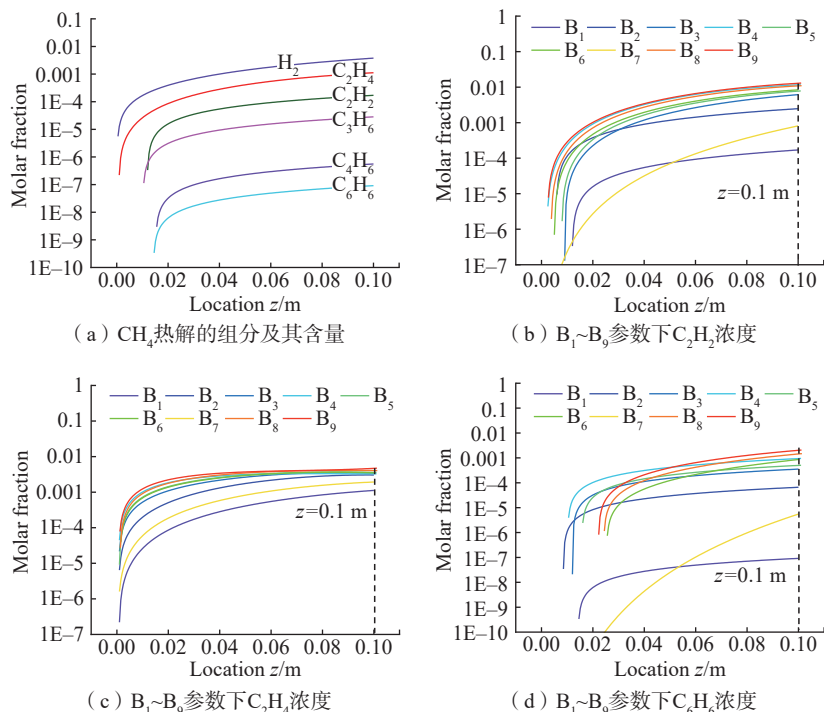 0.1
0.01
0.001
1E−4
1E−5
1E−6
1E−7
1E−8
1E−9
1E−10
Molar fraction
H₂
C₂H₄
C₂H₂
C₃H₆
C₄H₆
C₆H₆
0.00 0.02 0.04 0.06 0.08 0.10
Location z/m
（a）CH₄热解的组分及其含量
B₁ B₂ B₃ B₄ B₅
B₆ B₇ B₈ B₉
1
0.1
0.01
0.001
1E−4
1E−5
1E−6
1E−7
Molar fraction
z=0.1 m
0.00 0.02 0.04 0.06 0.08 0.10
Location z/m
（b）B₁~B₉参数下C₂H₂浓度
B₁ B₂ B₃ B₄ B₅
B₆ B₇ B₈ B₉
1
0.1
0.01
0.001
1E−4
1E−5
1E−6
1E−7
Molar fraction
z=0.1 m
0.00 0.02 0.04 0.06 0.08 0.10
Location z/m
（c）B₁~B₉参数下C₂H₄浓度
B₁ B₂ B₃ B₄ B₅
B₆ B₇ B₈ B₉
1
0.1
0.01
0.001
1E−4
1E−5
1E−6
1E−7
1E−8
1E−9
1E−10
Molar fraction
z=0.1 m
0.00 0.02 0.04 0.06 0.08 0.10
Location z/m
（d）B₁~B₉参数下C₆H₆浓度